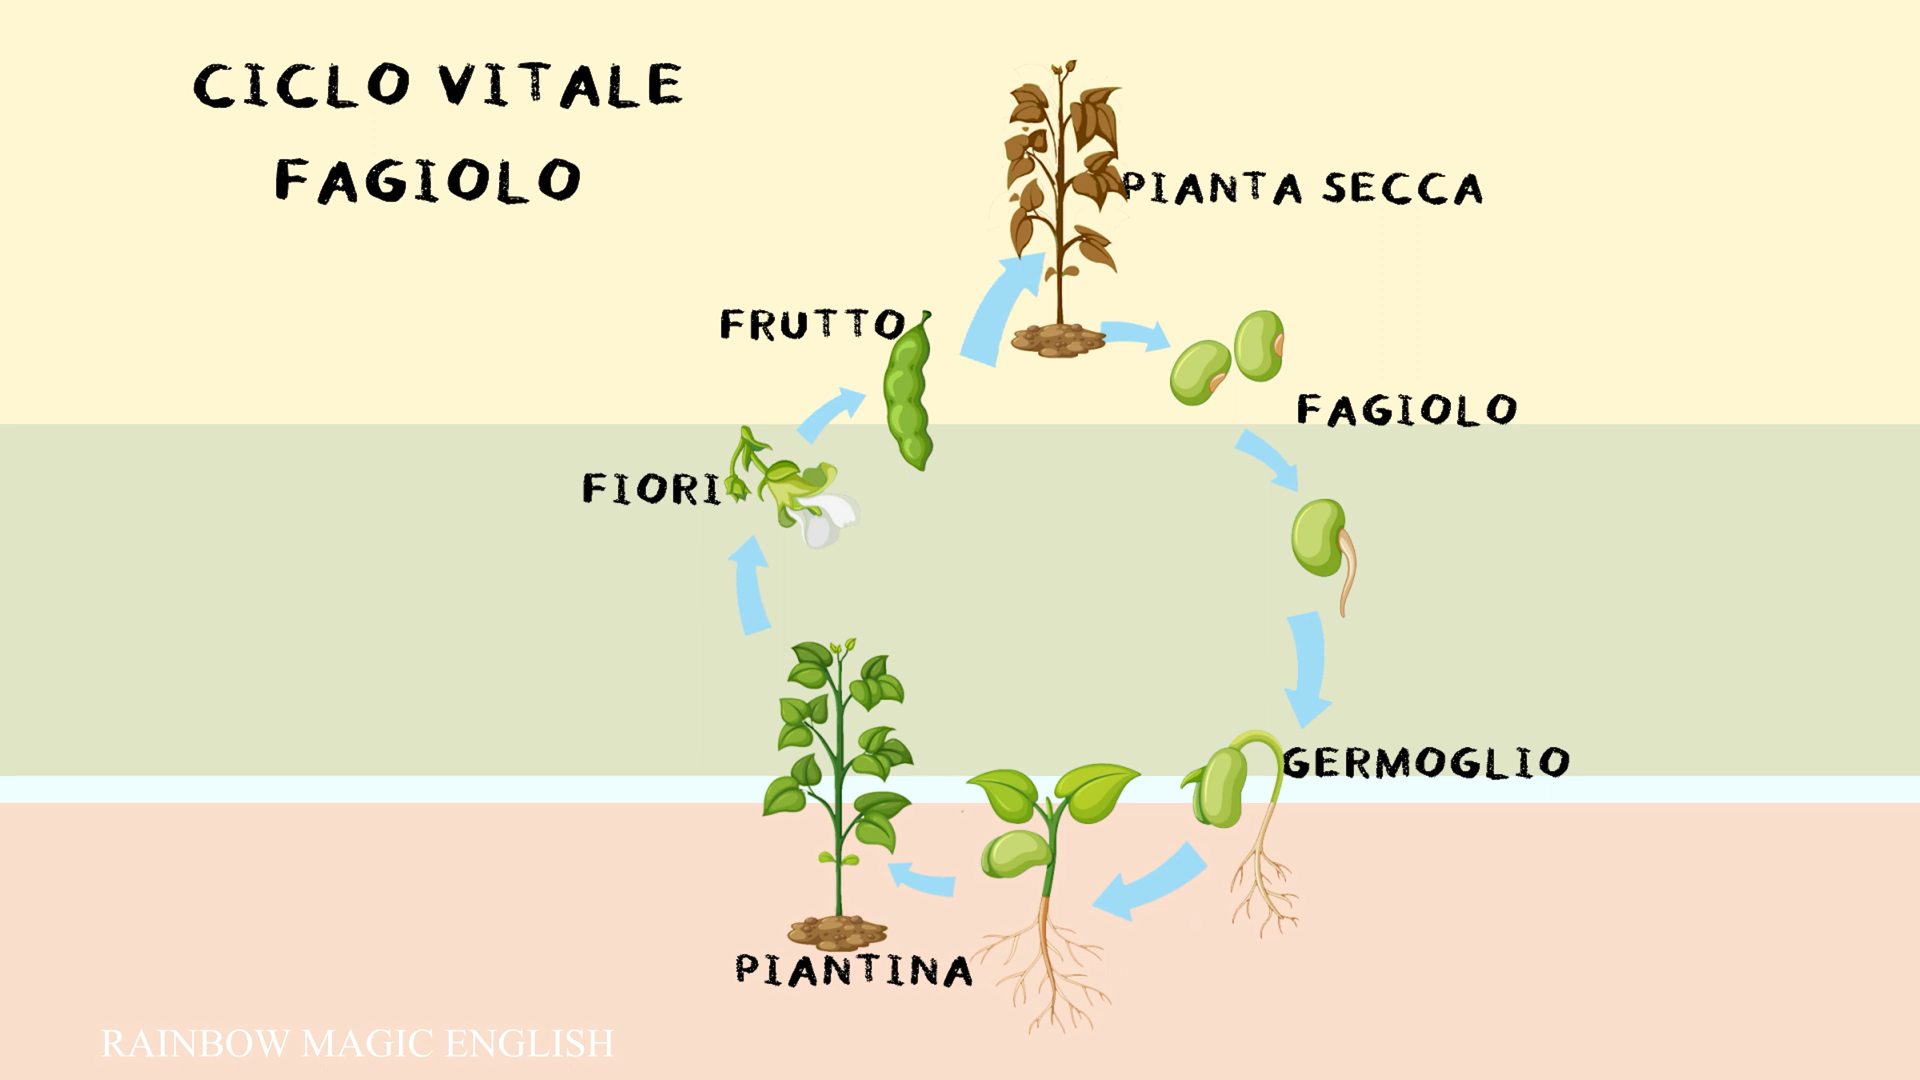 CICLO VITALE
FAGIOLO
PIANTA SECCA
FRUTTO
FAGIOLO
FIORI
GERMOGLIO
PIANTINA
RAINBOW MAGIC ENGLISH